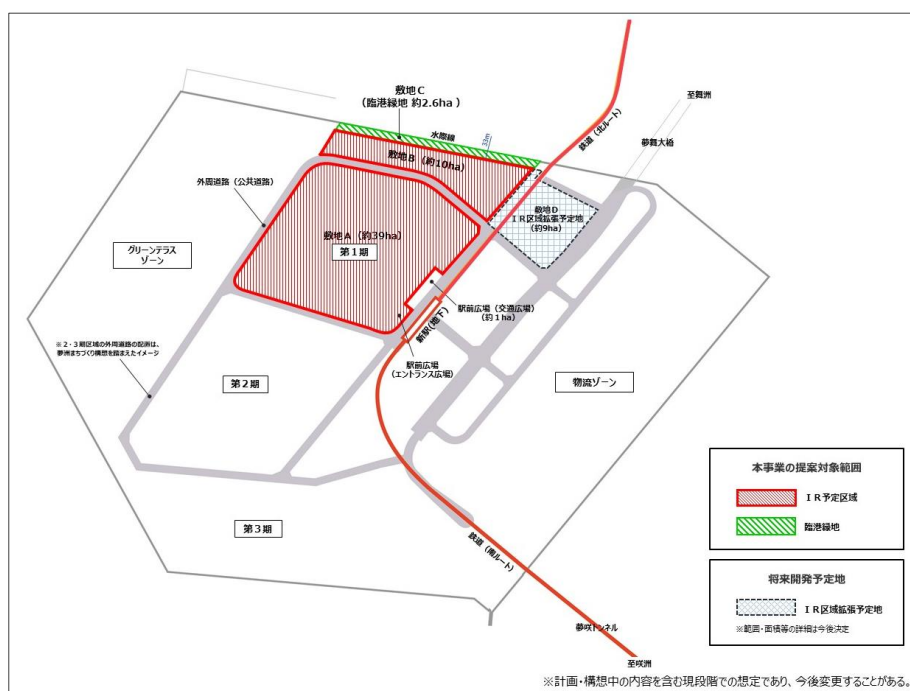 敷地C
（臨港緑地 約2.6ha ）
至舞洲
鉄道（北ルート）
水際線
33m
夢舞大橋
敷地B（約10ha）
外周道路（公共道路）
敷地D
ＩＲ区域拡張予定地
（約9ha）
敷地A（約39ha）
第１期
グリーンテラス
ゾーン
駅前広場（交通広場）
（約１ha）
新駅(地下)
※２・３期区域の外周道路の配置は、
夢洲まちづくり構想を踏まえたイメージ
駅前広場
（エントランス広場）
第２期
物流ゾーン
本事業の提案対象範囲
ＩＲ予定区域
臨港緑地
第３期
鉄道（南ルート）
将来開発予定地
ＩＲ区域拡張予定地
※範囲・面積等の詳細は今後決定
夢咲トンネル
至咲洲
※計画・構想中の内容を含む現段階での想定であり、今後変更することがある。